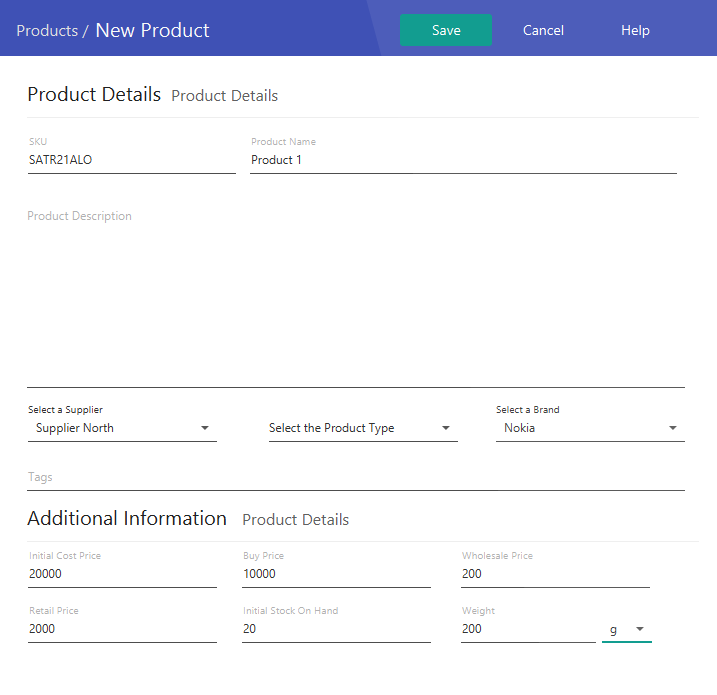 Products / New Product Save Cancel Help
Product Details Product Details
SKU Product Name
SATR21ALO Product 1
Product Description
Select a Supplier Select a Brand
Supplier North Select the Product Type Nokia
Tags
Additional Information Product Details
Initial Cost Price Buy Price Wholesale Price
20000 10000 200
Retail Price Initial Stock On Hand Weight
2000 20 200 g